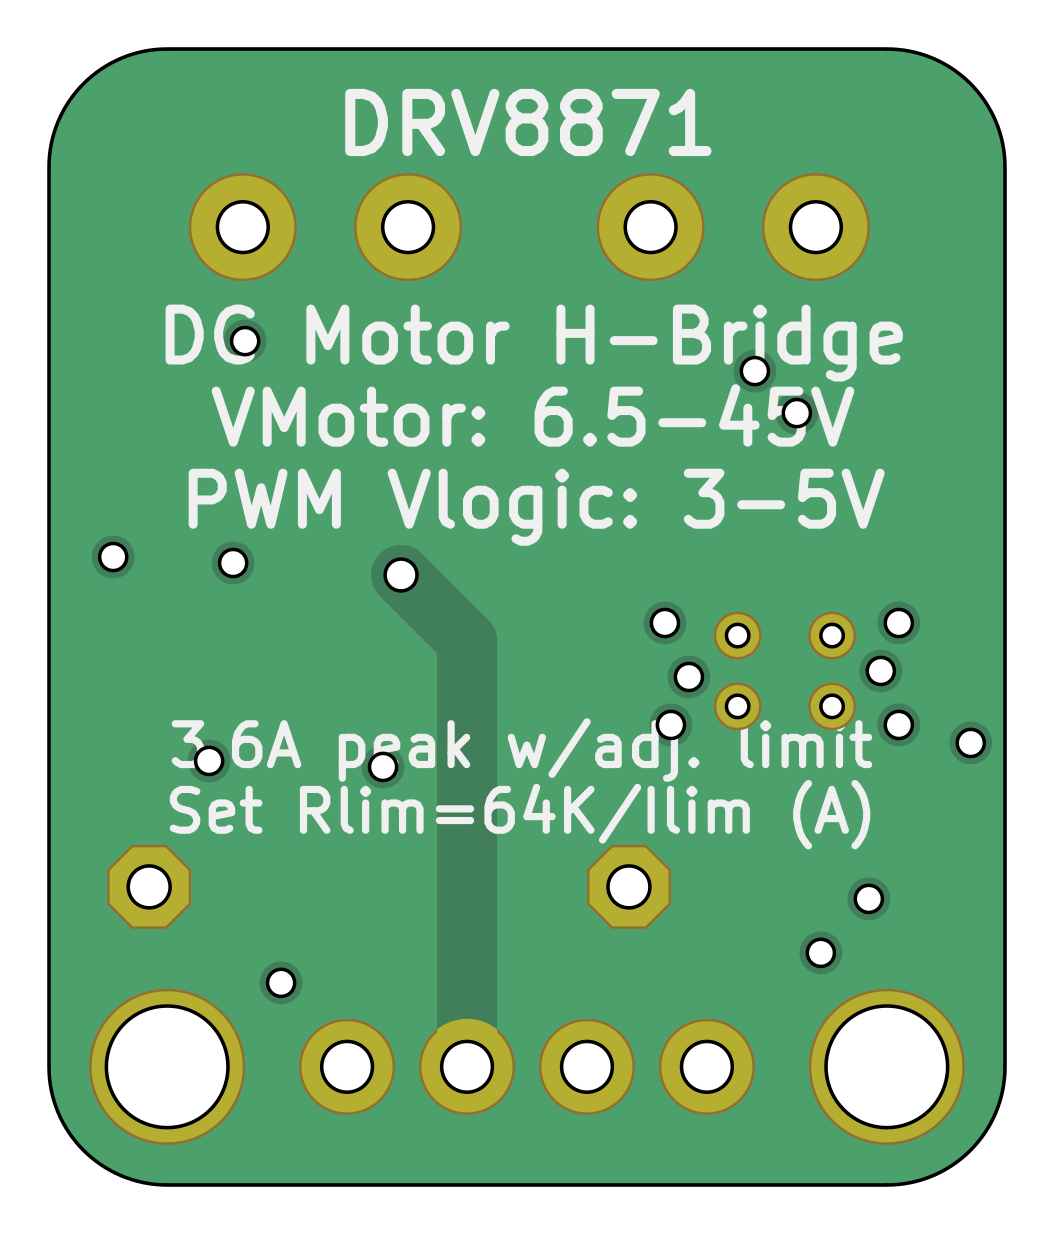 DRV8871
DC Motor H-Bridge
VMotor: 6.5-45V
PWM Vlogic: 3-5V
3.6A peak w/adj. limit
Set Rlim=64K/Ilim (A)